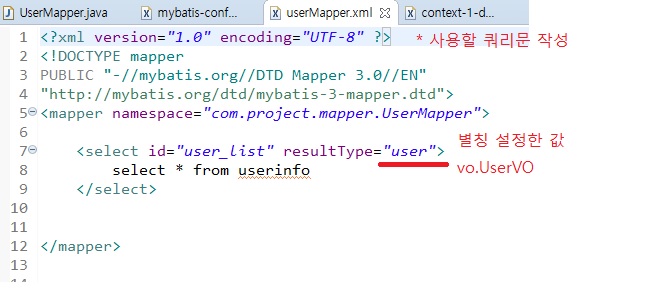 UserMapper.java
mybatis-conf...
userMapper.xml
context-1-d...
1 <?xml version="1.0" encoding="UTF-8" ?> * 사용할 쿼리문 작성
2 <!DOCTYPE mapper
3 PUBLIC "-//mybatis.org//DTD Mapper 3.0//EN"
4 "http://mybatis.org/dtd/mybatis-3-mapper.dtd">
5 <mapper namespace="com.project.mapper.UserMapper">
6
별칭 설정한 값
7 <select id="user_list" resultType="user">
8 select * from userinfo
vo.UserVO
9 </select>
10
11
12 </mapper>
13